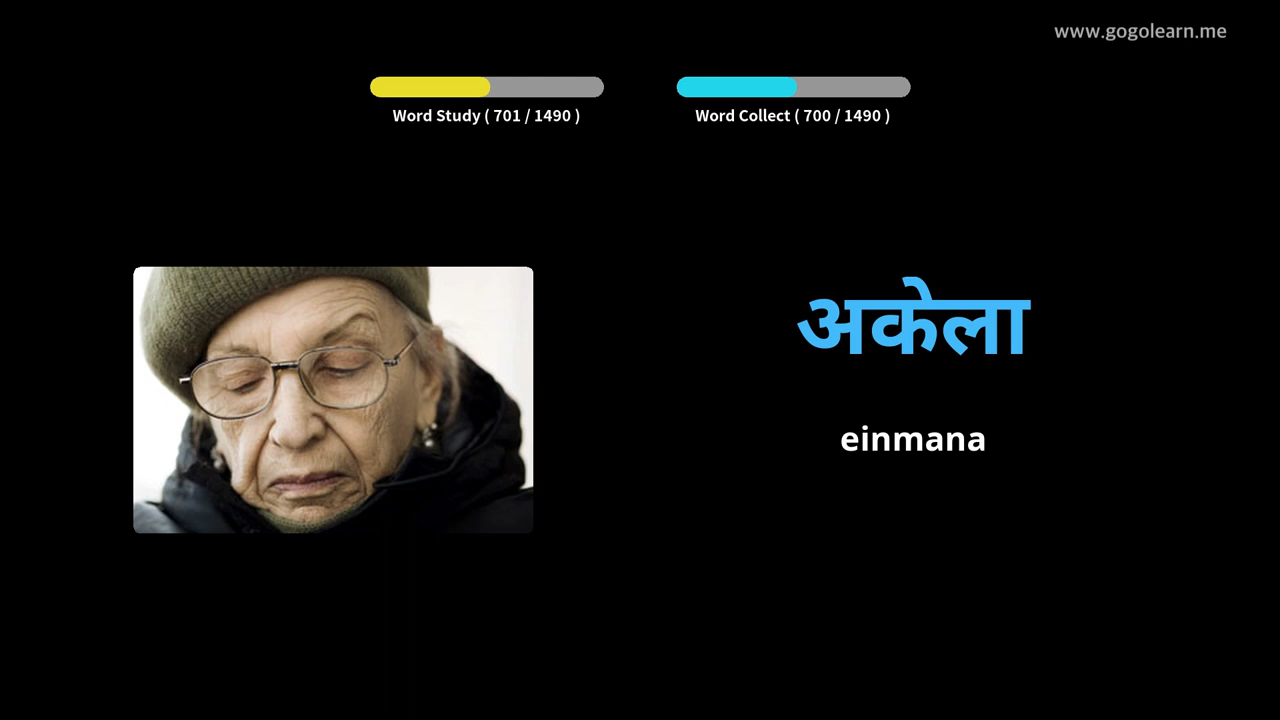 www.gogolearn.me
Word Study ( 701 / 1490 )
Word Collect ( 700 / 1490 )
अकेला
einmana